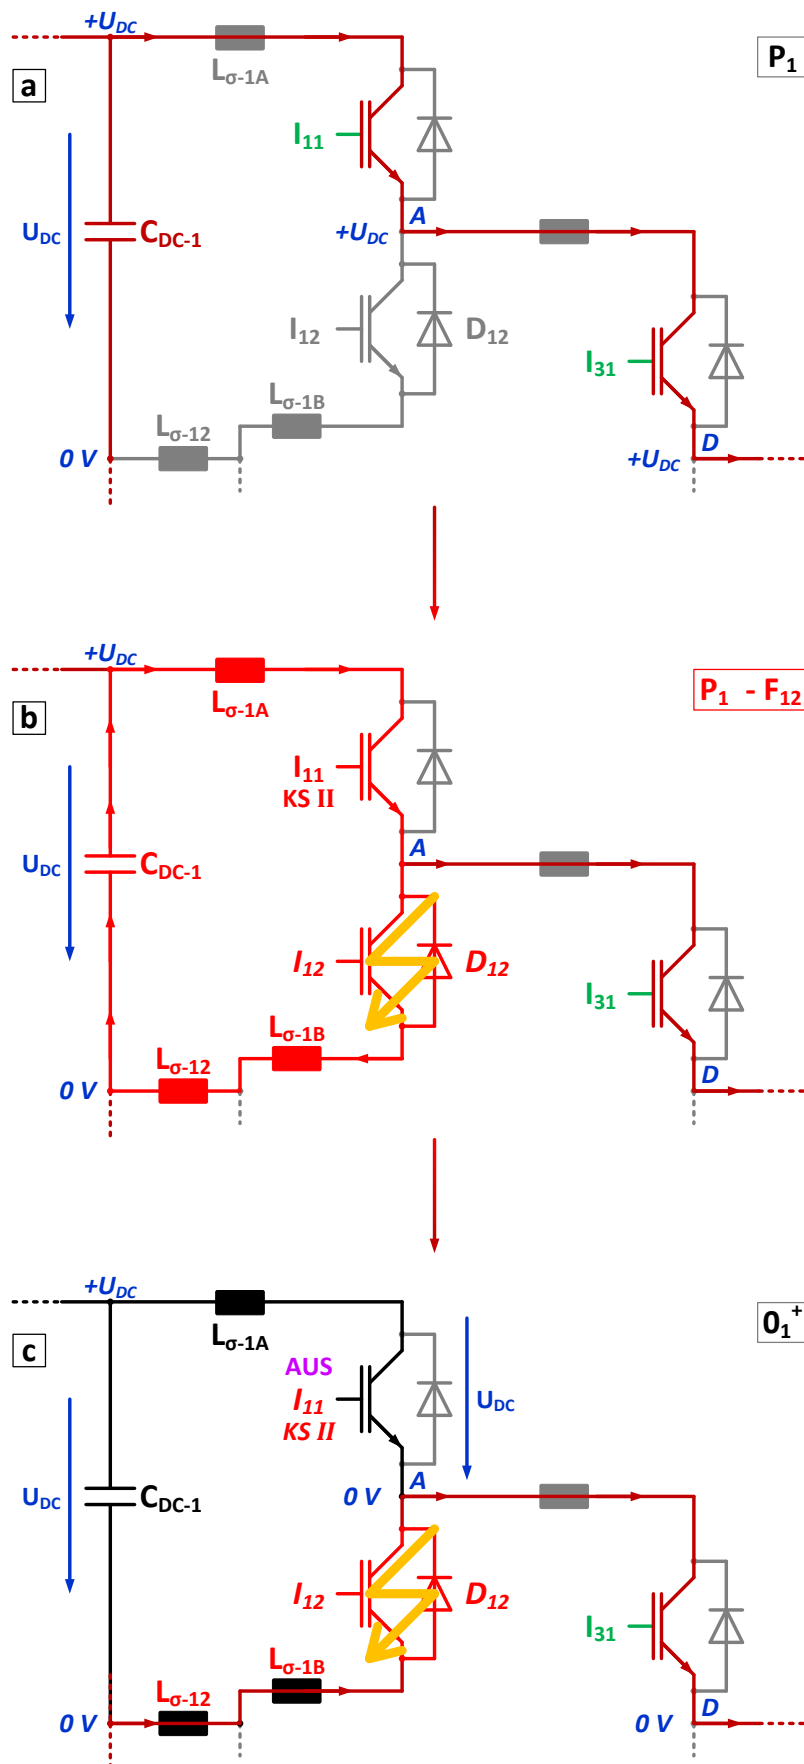 +U_DC
L_σ-1A
P_1
a
I_11
A
+U_DC
U_DC
C_DC-1
I_12
D_12
I_31
L_σ-1B
L_σ-12
D
0 V
+U_DC
+U_DC
L_σ-1A
P_1 - F_12
b
I_11
KS II
A
U_DC
C_DC-1
I_12
D_12
I_31
L_σ-1B
L_σ-12
D
0 V
+U_DC
L_σ-1A
0_1^+
c
AUS
I_11
KS II
U_DC
A
0 V
U_DC
C_DC-1
I_12
D_12
I_31
L_σ-1B
L_σ-12
D
0 V
0 V